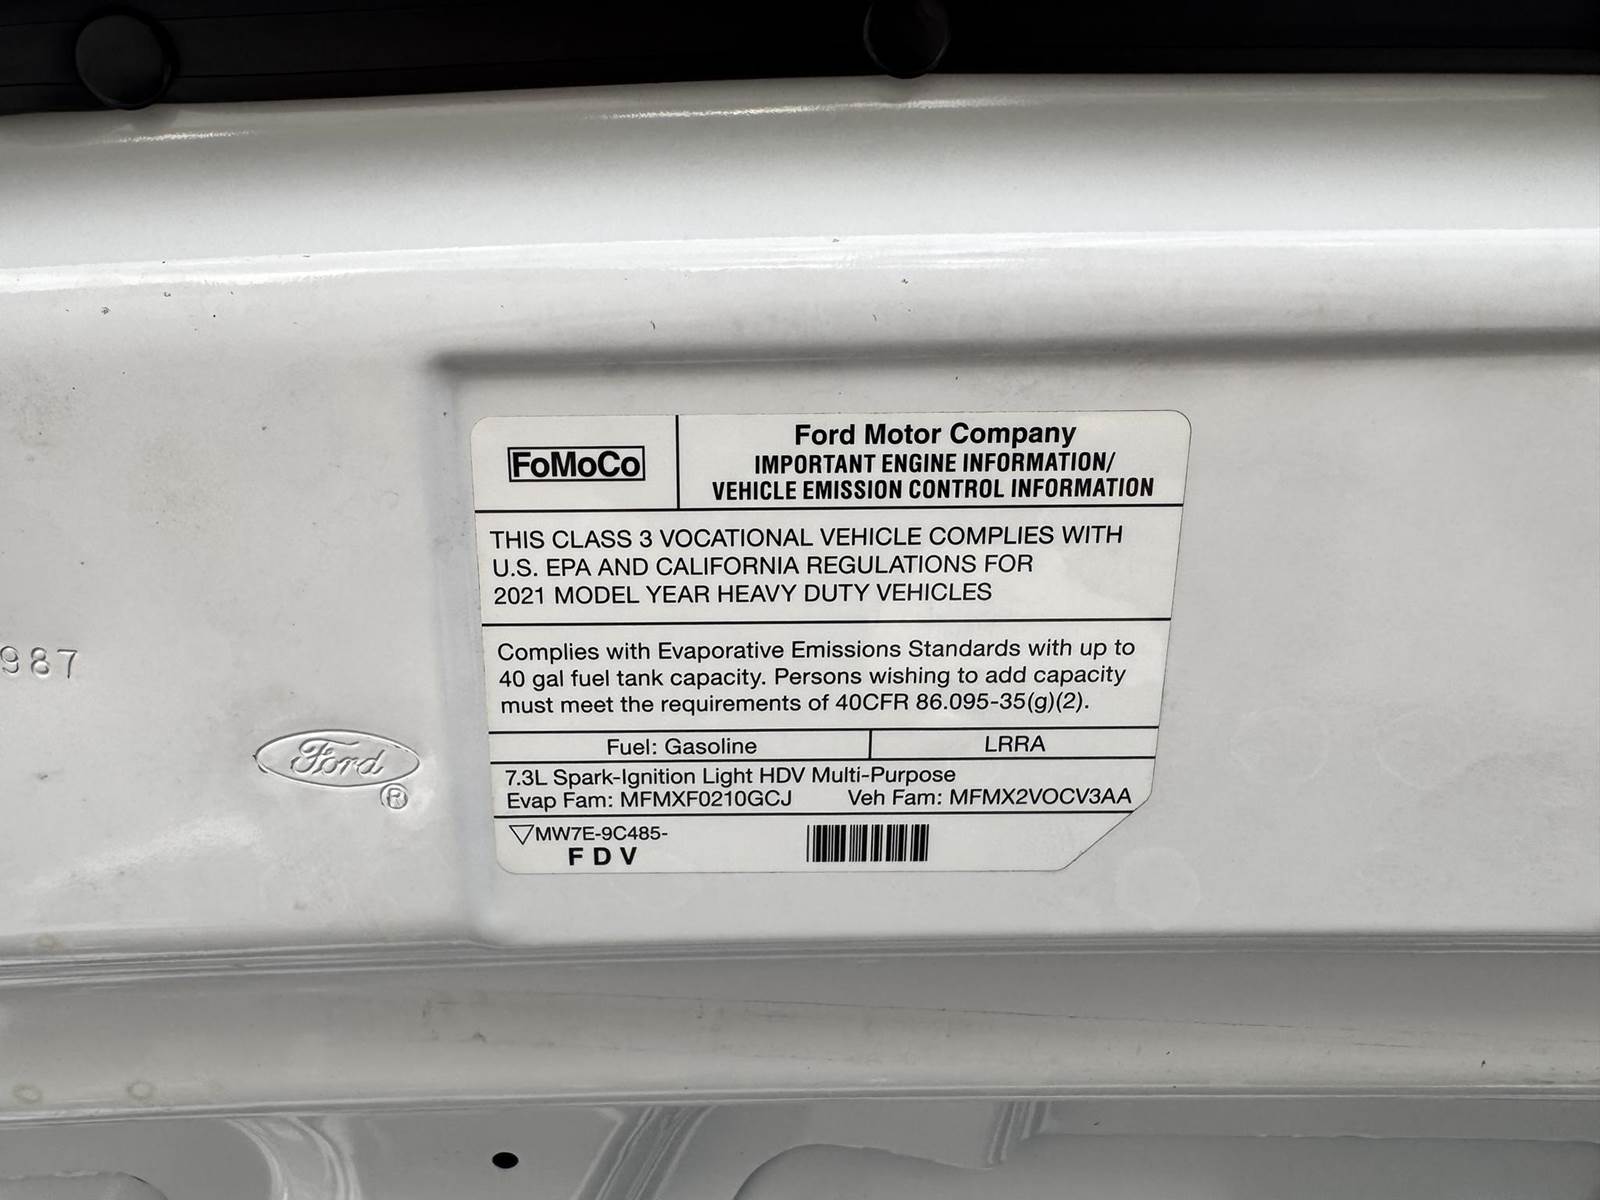 FoMoCo
Ford Motor Company
IMPORTANT ENGINE INFORMATION/
VEHICLE EMISSION CONTROL INFORMATION
THIS CLASS 3 VOCATIONAL VEHICLE COMPLIES WITH
U.S. EPA AND CALIFORNIA REGULATIONS FOR
2021 MODEL YEAR HEAVY DUTY VEHICLES
Complies with Evaporative Emissions Standards with up to
40 gal fuel tank capacity. Persons wishing to add capacity
must meet the requirements of 40CFR 86.095-35(g)(2).
Fuel: Gasoline LRRA
7.3L Spark-Ignition Light HDV Multi-Purpose
Evap Fam: MFMXF0210GCJ Veh Fam: MFMX2VOCV3AA
MW7E-9C485-
F D V
987
Ford
®